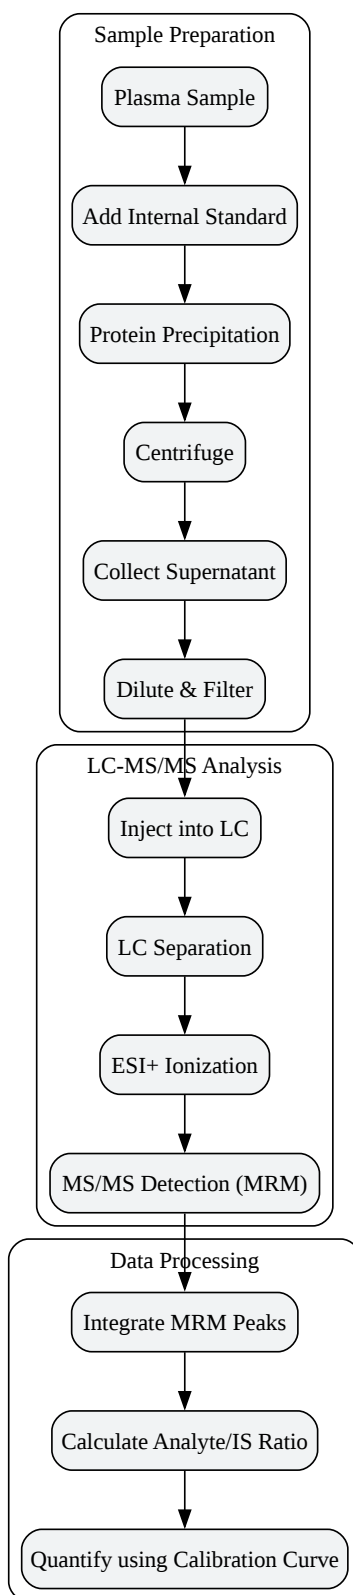 Sample Preparation
Plasma Sample
Add Internal Standard
Protein Precipitation
Centrifuge
Collect Supernatant
Dilute & Filter
LC-MS/MS Analysis
Inject into LC
LC Separation
ESI+ Ionization
MS/MS Detection (MRM)
Data Processing
Integrate MRM Peaks
Calculate Analyte/IS Ratio
Quantify using Calibration Curve